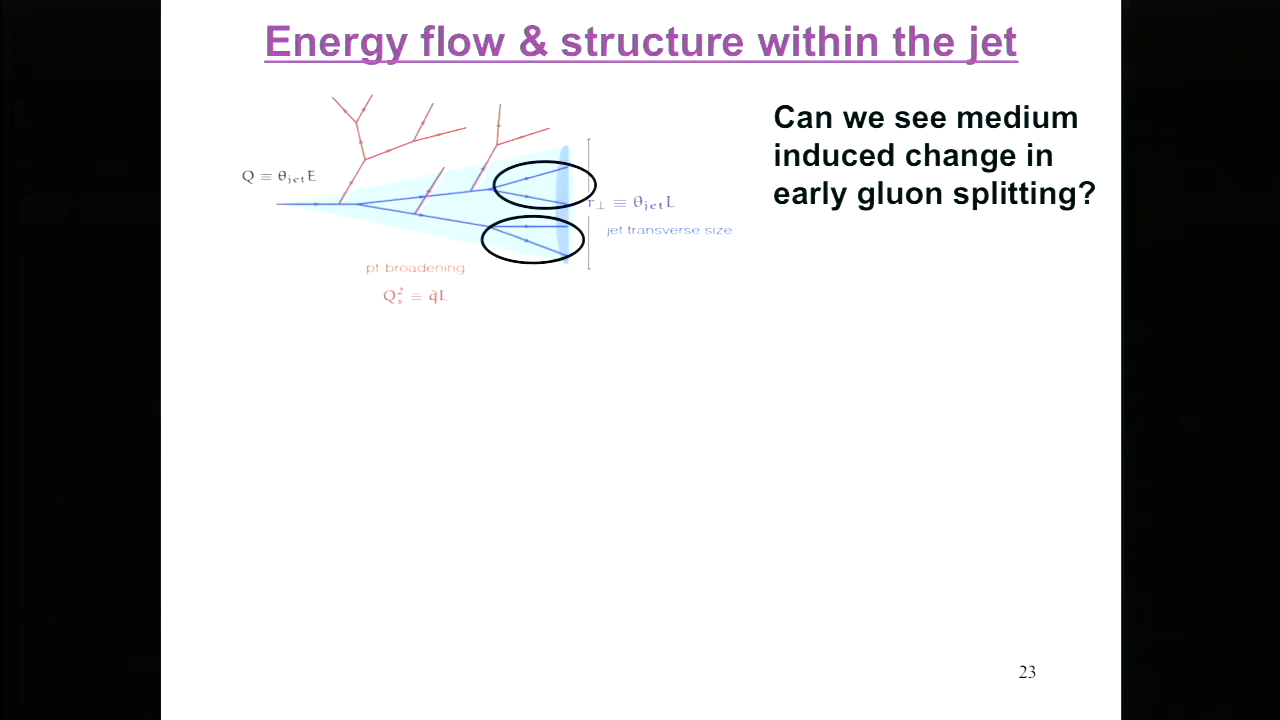 Energy flow & structure within the jet
Can we see medium
induced change in
early gluon splitting?
Q ≡ θjetE
r⊥ ≡ θjetL
jet transverse size
pt broadening
Qs² ≡ q̂L
23